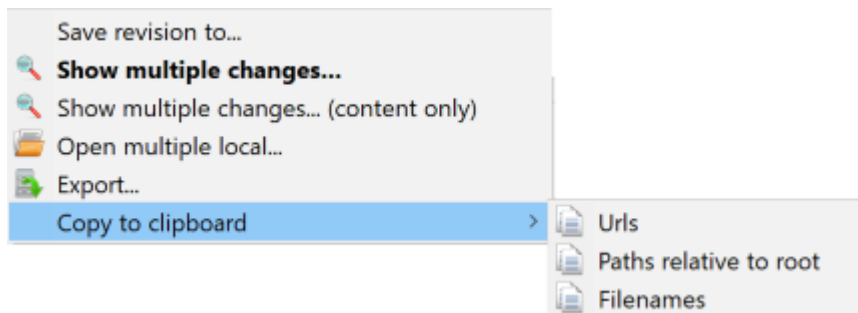 Save revision to...
Show multiple changes...
Show multiple changes... (content only)
Open multiple local...
Export...
Copy to clipboard
Urls
Paths relative to root
Filenames